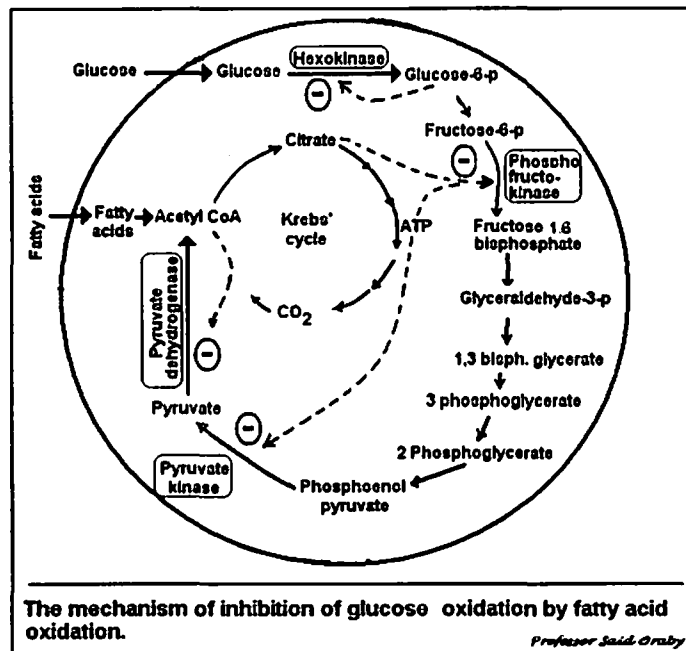 Hexokinase
Glucose
Glucose
Glucose-6-p
Fructose-6-p
Citrate
Phospho
fructo-
kinase
Fatty acids
Fatty
acids
Acetyl CoA
Krebs'
cycle
ATP
Fructose 1.6
bisphosphate
Pyruvate
dehydrogenase
CO2
Glyceraldehyde-3-p
1,3 bisph. glycerate
Pyruvate
3 phosphoglycerate
2 Phosphoglycerate
Pyruvate
kinase
Phosphoenol
pyruvate
The mechanism of inhibition of glucose oxidation by fatty acid
oxidation.
Professor Said Oraby